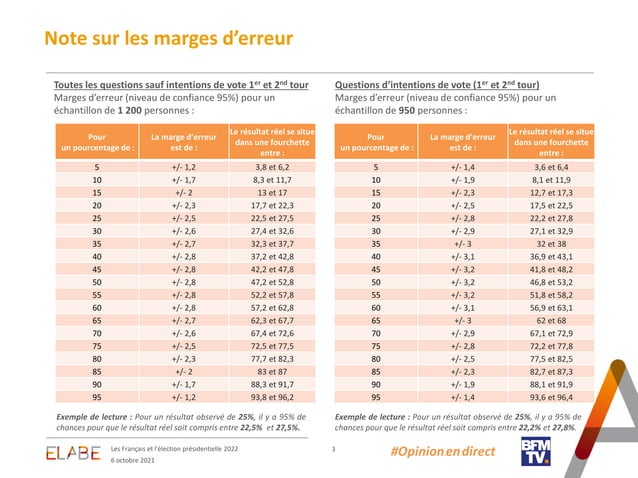 Note sur les marges d'erreur
Toutes les questions sauf intentions de vote 1er et 2nd tour
Marges d'erreur (niveau de confiance 95%) pour un
échantillon de 1 200 personnes :
Pour
un pourcentage de :
La marge d'erreur
est de :
Le résultat réel se situe
dans une fourchette
entre :
5 +/- 1,2 3,8 et 6,2
10 +/- 1,7 8,3 et 11,7
15 +/- 2 13 et 17
20 +/- 2,3 17,7 et 22,3
25 +/- 2,5 22,5 et 27,5
30 +/- 2,6 27,4 et 32,6
35 +/- 2,7 32,3 et 37,7
40 +/- 2,8 37,2 et 42,8
45 +/- 2,8 42,2 et 47,8
50 +/- 2,8 47,2 et 52,8
55 +/- 2,8 52,2 et 57,8
60 +/- 2,8 57,2 et 62,8
65 +/- 2,7 62,3 et 67,7
70 +/- 2,6 67,4 et 72,6
75 +/- 2,5 72,5 et 77,5
80 +/- 2,3 77,7 et 82,3
85 +/- 2 83 et 87
90 +/- 1,7 88,3 et 91,7
95 +/- 1,2 93,8 et 96,2
Exemple de lecture : Pour un résultat observé de 25%, il y a 95% de
chances pour que le résultat réel soit compris entre 22,5% et 27,5%.
Questions d'intentions de vote (1er et 2nd tour)
Marges d'erreur (niveau de confiance 95%) pour un
échantillon de 950 personnes :
Pour
un pourcentage de :
La marge d'erreur
est de :
Le résultat réel se situe
dans une fourchette
entre :
5 +/- 1,4 3,6 et 6,4
10 +/- 1,9 8,1 et 11,9
15 +/- 2,3 12,7 et 17,3
20 +/- 2,5 17,5 et 22,5
25 +/- 2,8 22,2 et 27,8
30 +/- 2,9 27,1 et 32,9
35 +/- 3 32 et 38
40 +/- 3,1 36,9 et 43,1
45 +/- 3,2 41,8 et 48,2
50 +/- 3,2 46,8 et 53,2
55 +/- 3,2 51,8 et 58,2
60 +/- 3,1 56,9 et 63,1
65 +/- 3 62 et 68
70 +/- 2,9 67,1 et 72,9
75 +/- 2,8 72,2 et 77,8
80 +/- 2,5 77,5 et 82,5
85 +/- 2,3 82,7 et 87,3
90 +/- 1,9 88,1 et 91,9
95 +/- 1,4 93,6 et 96,4
Exemple de lecture : Pour un résultat observé de 25%, il y a 95% de
chances pour que le résultat réel soit compris entre 22,2% et 27,8%.
ELABE
Les Français et l'élection présidentielle 2022
6 octobre 2021
3
#Opinionendirect
BFM
TV.